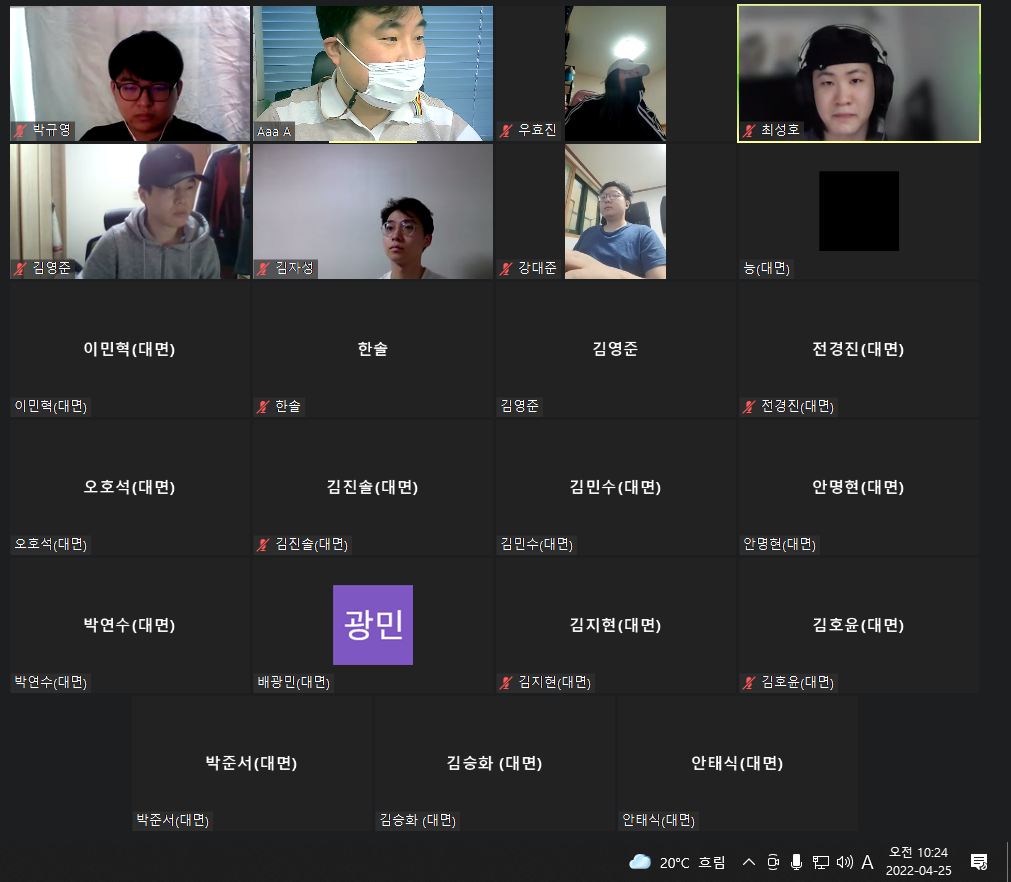 박규영
Aaa A
우효진
최성호
김영준
김자성
강대준
능(대면)
이민혁(대면)
한솔
김영준
전경진(대면)
이민혁(대면)
한솔
김영준
전경진(대면)
오호석(대면)
김진솔(대면)
김민수(대면)
안명현(대면)
오호석(대면)
김진솔(대면)
김민수(대면)
안명현(대면)
박연수(대면)
광민
김지현(대면)
김호윤(대면)
박연수(대면)
배광민(대면)
김지현(대면)
김호윤(대면)
박준서(대면)
김승화 (대면)
안태식(대면)
박준서(대면)
김승화 (대면)
안태식(대면)
20°C 흐림
A
오전 10:24
2022-04-25